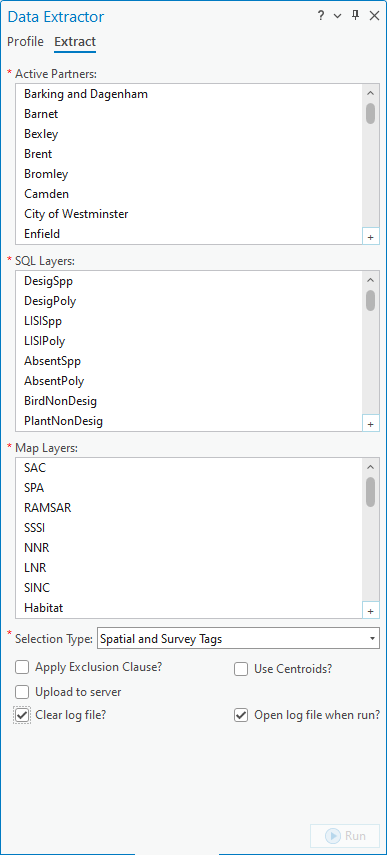 Data Extractor ?
Profile Extract
* Active Partners:
Barking and Dagenham
Barnet
Bexley
Brent
Bromley
Camden
City of Westminster
Enfield
+
* SQL Layers:
DesigSpp
DesigPoly
LISISpp
LISIPoly
AbsentSpp
AbsentPoly
BirdNonDesig
PlantNonDesig
+
* Map Layers:
SAC
SPA
RAMSAR
SSSI
NNR
LNR
SINC
Habitat
+
* Selection Type: Spatial and Survey Tags
Apply Exclusion Clause? Use Centroids?
Upload to server
Clear log file? Open log file when run?
Run